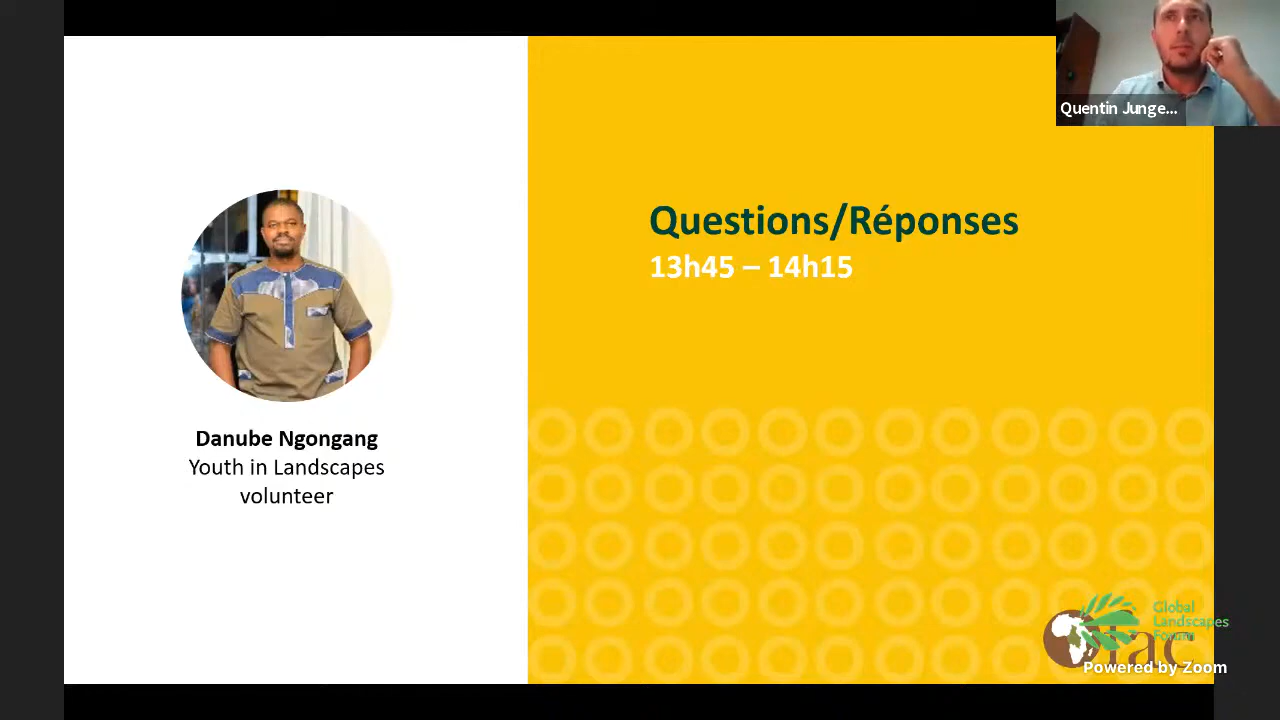 Quentin Junge...
Questions/Réponses
13h45 – 14h15
Danube Ngongang
Youth in Landscapes
volunteer
Global
Landscapes
Forum
Powered by Zoom